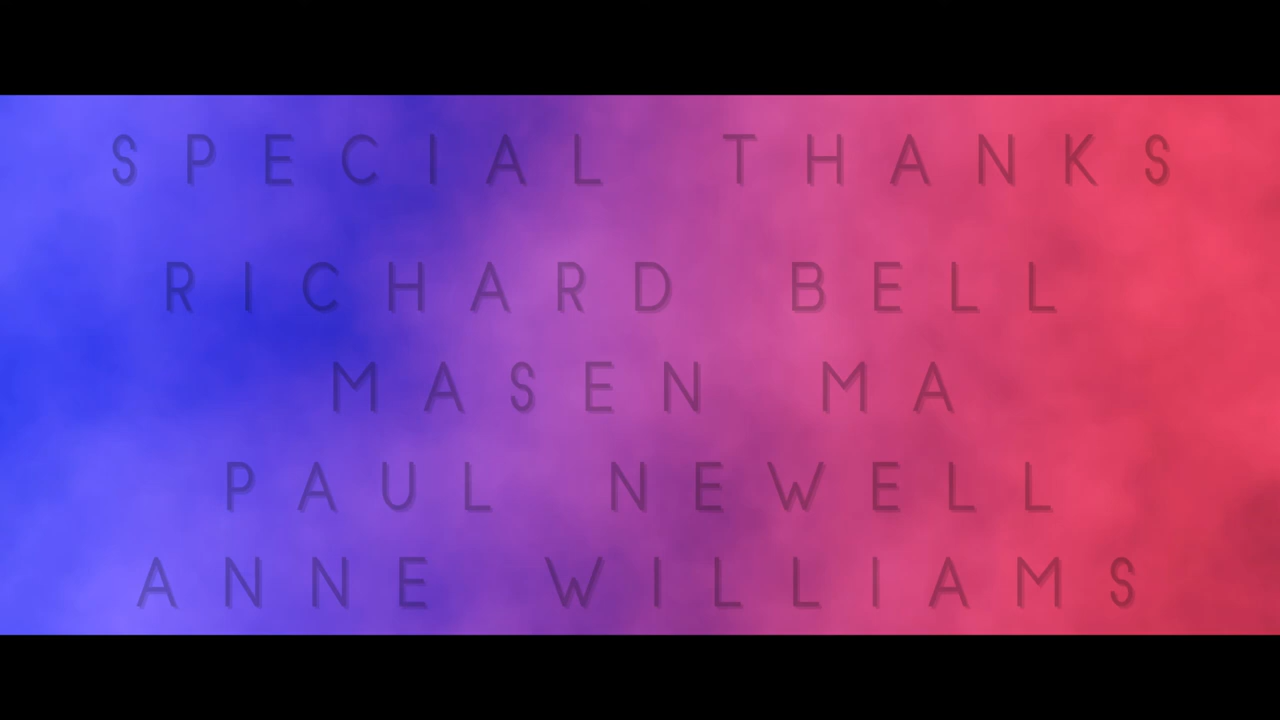 SPECIAL THANKS
RICHARD BELL
MASEN MA
PAUL NEWELL
ANNE WILLIAMS